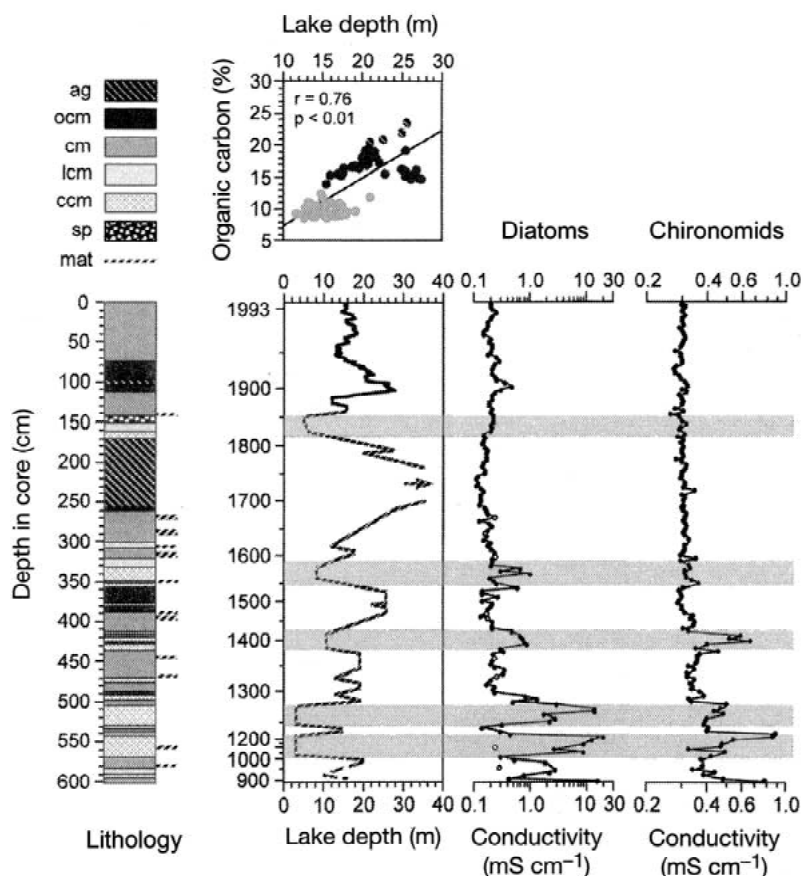 Lake depth (m)
10 15 20 25 30
Organic carbon (%)
30
25
20
15
10
5
r = 0.76
p < 0.01
ag
ocm
cm
lcm
ccm
sp
mat
Diatoms
Chironomids
0 10 20 30 40
0.1 1.0 10 30
0.2 0.4 0.6 1.0
Depth in core (cm)
0
50
100
150
200
250
300
350
400
450
500
550
600
1993
1900
1800
1700
1600
1500
1400
1300
1200
1000
900
0 10 20 30 40
0.1 1.0 10 30
0.2 0.4 0.6 1.0
Lithology
Lake depth (m)
Conductivity
(mS cm⁻¹)
Conductivity
(mS cm⁻¹)